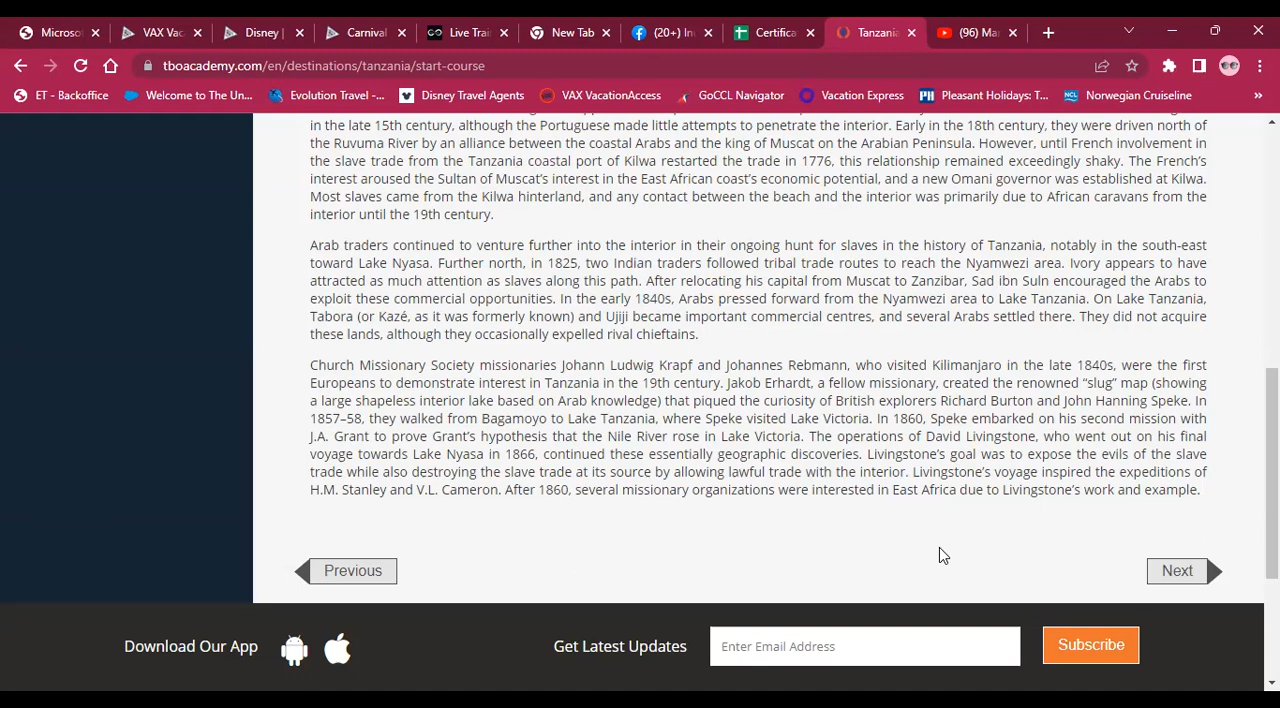 Microso
VAX Vac
Disney |
Carnival
Live Trai
New Tab
(20+) In
Certifica
Tanzania
(96) Ma
tboacademy.com/en/destinations/tanzania/start-course
ET - Backoffice
Welcome to The Un...
Evolution Travel -...
Disney Travel Agents
VAX VacationAccess
GoCCL Navigator
Vacation Express
Pleasant Holidays: T...
Norwegian Cruiseline
»
in the late 15th century, although the Portuguese made little attempts to penetrate the interior. Early in the 18th century, they were driven north of
the Ruvuma River by an alliance between the coastal Arabs and the king of Muscat on the Arabian Peninsula. However, until French involvement in
the slave trade from the Tanzania coastal port of Kilwa restarted the trade in 1776, this relationship remained exceedingly shaky. The French's
interest aroused the Sultan of Muscat's interest in the East African coast's economic potential, and a new Omani governor was established at Kilwa.
Most slaves came from the Kilwa hinterland, and any contact between the beach and the interior was primarily due to African caravans from the
interior until the 19th century.
Arab traders continued to venture further into the interior in their ongoing hunt for slaves in the history of Tanzania, notably in the south-east
toward Lake Nyasa. Further north, in 1825, two Indian traders followed tribal trade routes to reach the Nyamwezi area. Ivory appears to have
attracted as much attention as slaves along this path. After relocating his capital from Muscat to Zanzibar, Sad ibn Suln encouraged the Arabs to
exploit these commercial opportunities. In the early 1840s, Arabs pressed forward from the Nyamwezi area to Lake Tanzania. On Lake Tanzania,
Tabora (or Kazé, as it was formerly known) and Ujiji became important commercial centres, and several Arabs settled there. They did not acquire
these lands, although they occasionally expelled rival chieftains.
Church Missionary Society missionaries Johann Ludwig Krapf and Johannes Rebmann, who visited Kilimanjaro in the late 1840s, were the first
Europeans to demonstrate interest in Tanzania in the 19th century. Jakob Erhardt, a fellow missionary, created the renowned “slug” map (showing
a large shapeless interior lake based on Arab knowledge) that piqued the curiosity of British explorers Richard Burton and John Hanning Speke. In
1857–58, they walked from Bagamoyo to Lake Tanzania, where Speke visited Lake Victoria. In 1860, Speke embarked on his second mission with
J.A. Grant to prove Grant's hypothesis that the Nile River rose in Lake Victoria. The operations of David Livingstone, who went out on his final
voyage towards Lake Nyasa in 1866, continued these essentially geographic discoveries. Livingstone's goal was to expose the evils of the slave
trade while also destroying the slave trade at its source by allowing lawful trade with the interior. Livingstone's voyage inspired the expeditions of
H.M. Stanley and V.L. Cameron. After 1860, several missionary organizations were interested in East Africa due to Livingstone's work and example.
Previous
Next
Download Our App
Get Latest Updates
Enter Email Address
Subscribe